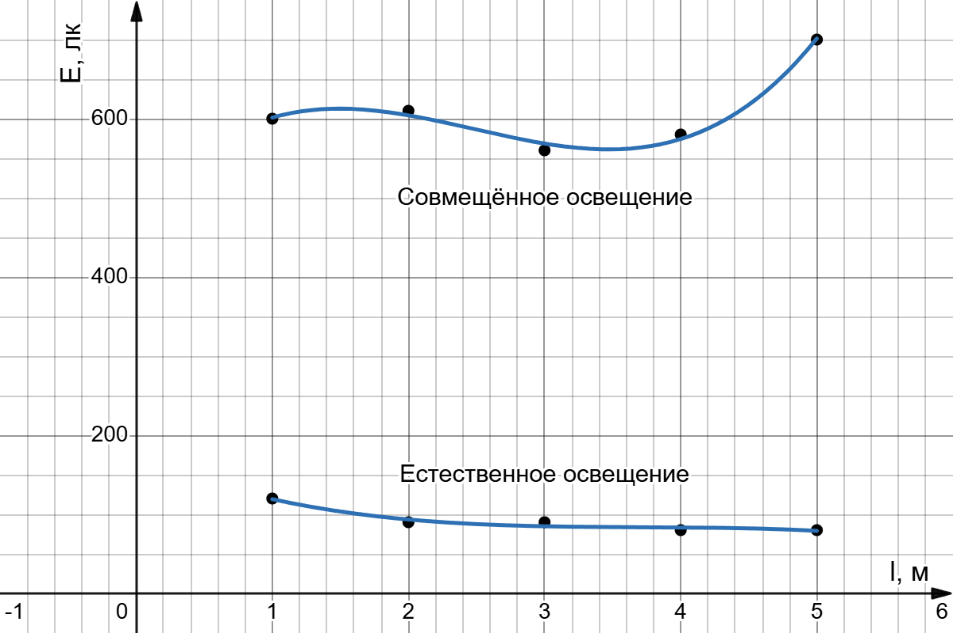 E, лк
600
Совмещённое освещение
400
200
Естественное освещение
l, м
-1 0 1 2 3 4 5 6